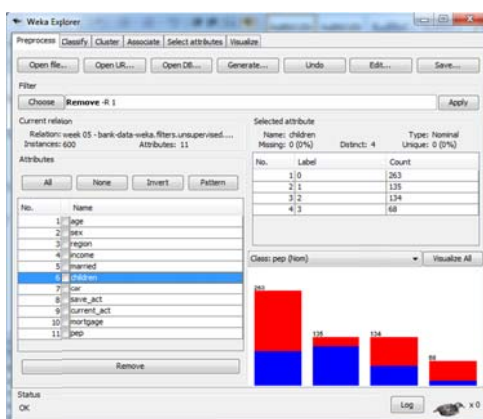 Weka Explorer
Preprocess Classify Cluster Associate Select attributes Visualize
Open file... Open UR... Open DB... Generate... Undo Edit... Save...
Filter
Choose Remove -R 1 Apply
Current relation
Relation: week 05 - bank-data-weka.filters.unsupervised....
Instances: 600 Attributes: 11
Attributes
All None Invert Pattern
No. Name
1 age
2 sex
3 region
4 income
5 married
6 children
7 car
8 save_act
9 current_act
10 mortgage
11 pep
Remove
Selected attribute
Name: children Type: Nominal
Missing: 0 (0%) Distinct: 4 Unique: 0 (0%)
No. Label Count
1 0 263
2 1 135
3 2 134
4 3 68
Class: pep (Nom) Visualize All
263
135
134
68
Status
OK
Log x 0